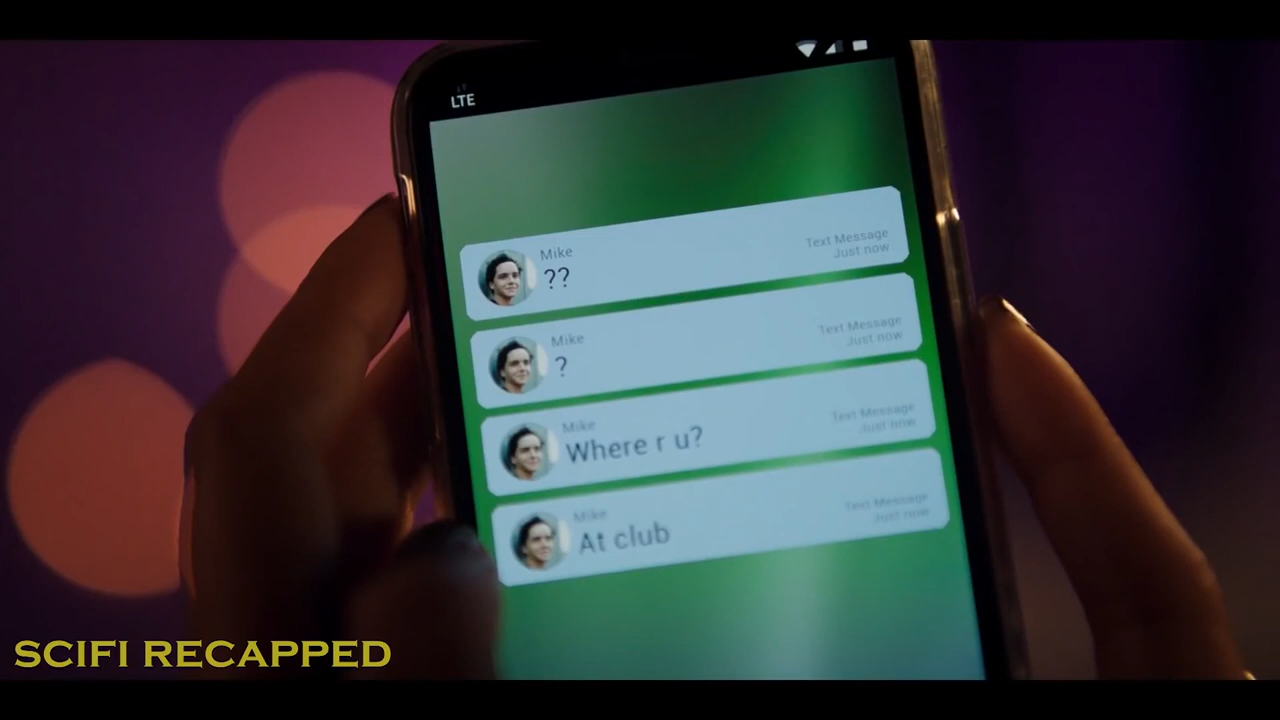 LTE
Mike
??
Text Message
Just now
Mike
?
Text Message
Just now
Mike
Where r u?
Text Message
Just now
Mike
At club
Text Message
Just now
SCIFI RECAPPED